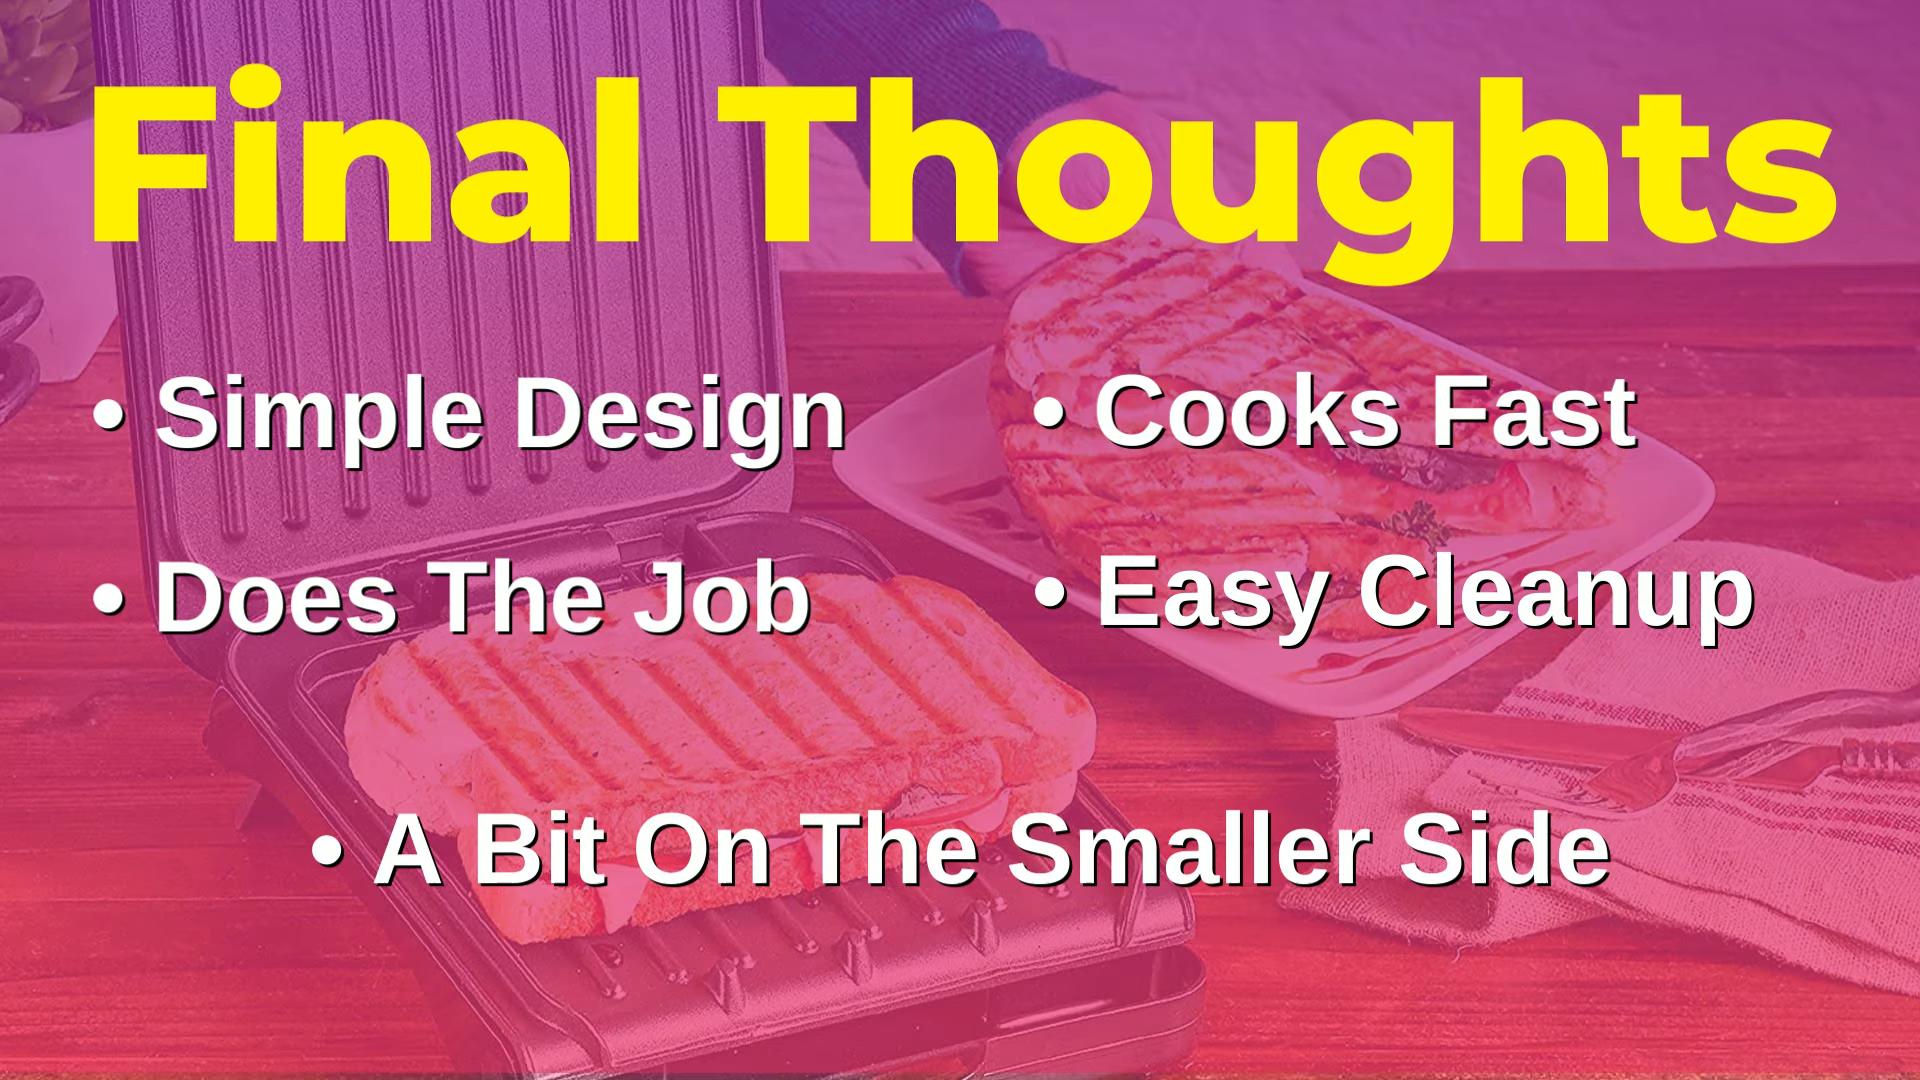 Final Thoughts
• Simple Design
• Cooks Fast
• Does The Job
• Easy Cleanup
• A Bit On The Smaller Side